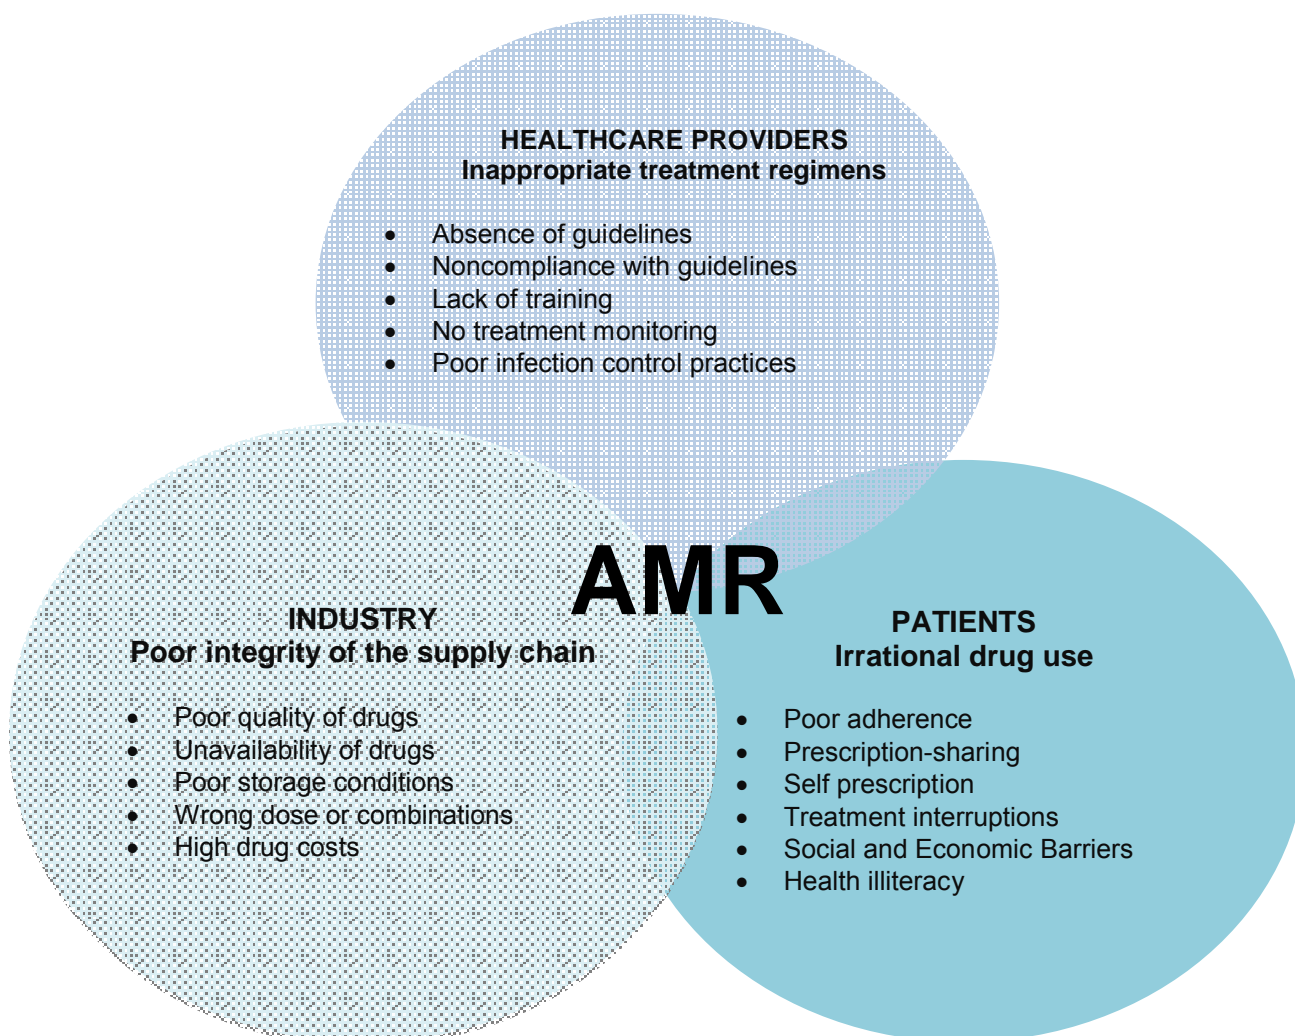 HEALTHCARE PROVIDERS
Inappropriate treatment regimens
• Absence of guidelines
• Noncompliance with guidelines
• Lack of training
• No treatment monitoring
• Poor infection control practices
AMR
INDUSTRY
Poor integrity of the supply chain
• Poor quality of drugs
• Unavailability of drugs
• Poor storage conditions
• Wrong dose or combinations
• High drug costs
PATIENTS
Irrational drug use
• Poor adherence
• Prescription-sharing
• Self prescription
• Treatment interruptions
• Social and Economic Barriers
• Health illiteracy